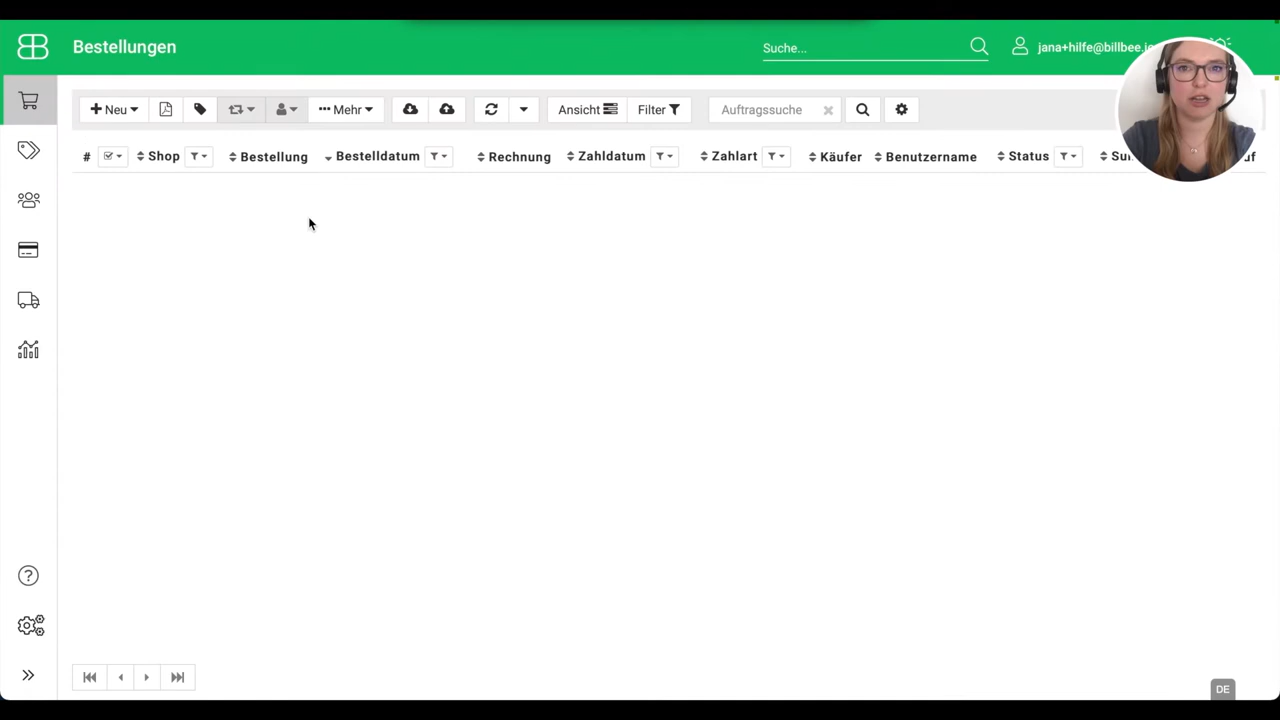 Bestellungen
Suche...
jana+hilfe@billbee.i
Neu
Mehr
Ansicht
Filter
Auftragssuche
#
Shop
Bestellung
Bestelldatum
Rechnung
Zahldatum
Zahlart
Käufer
Benutzername
Status
DE